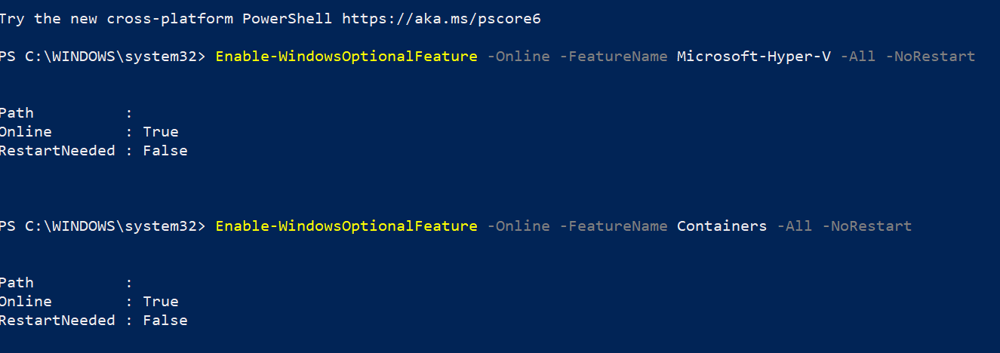 Try the new cross-platform PowerShell https://aka.ms/pscore6
PS C:\WINDOWS\system32> Enable-WindowsOptionalFeature -Online -FeatureName Microsoft-Hyper-V -All -NoRestart
Path          :
Online        : True
RestartNeeded : False
PS C:\WINDOWS\system32> Enable-WindowsOptionalFeature -Online -FeatureName Containers -All -NoRestart
Path          :
Online        : True
RestartNeeded : False